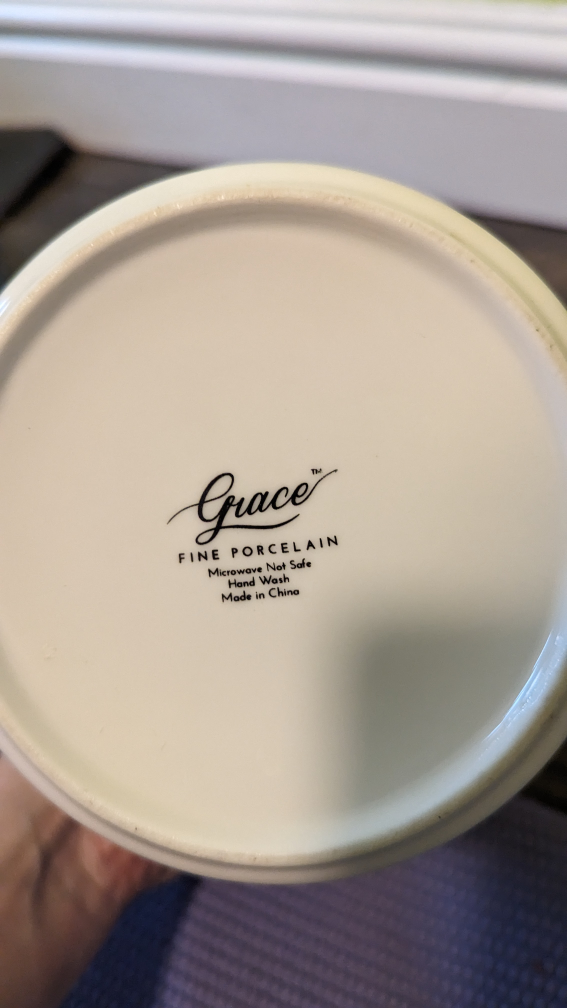 Grace™
FINE PORCELAIN
Microwave Not Safe
Hand Wash
Made in China